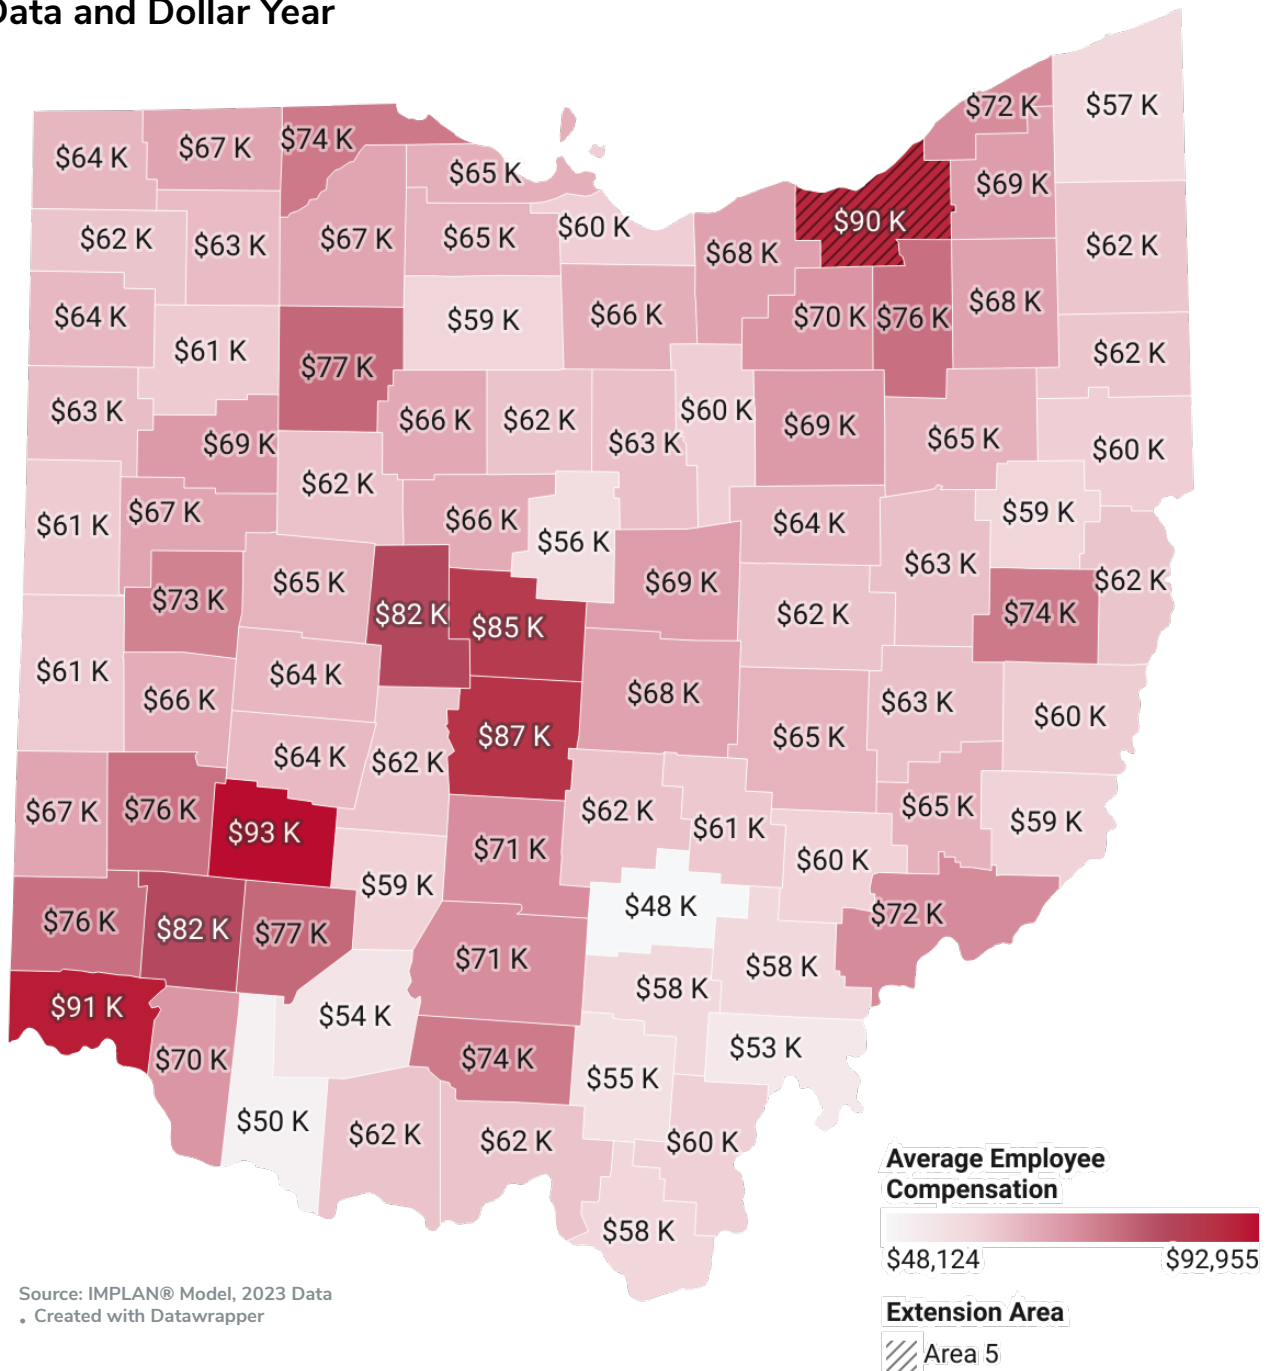 Data and Dollar Year
$57 K
$72 K
$74 K
$67 K
$64 K
$65 K
$69 K
$90 K
$60 K
$62 K
$63 K
$67 K
$65 K
$68 K
$62 K
$64 K
$59 K
$66 K
$70 K
$76 K
$68 K
$61 K
$77 K
$62 K
$63 K
$66 K
$62 K
$60 K
$69 K
$63 K
$69 K
$65 K
$60 K
$62 K
$61 K
$67 K
$66 K
$56 K
$64 K
$59 K
$63 K
$73 K
$65 K
$82 K
$85 K
$69 K
$62 K
$74 K
$62 K
$61 K
$66 K
$64 K
$68 K
$63 K
$60 K
$87 K
$65 K
$64 K
$62 K
$67 K
$76 K
$93 K
$62 K
$61 K
$65 K
$59 K
$71 K
$60 K
$59 K
$48 K
$72 K
$76 K
$82 K
$77 K
$71 K
$58 K
$58 K
$91 K
$54 K
$53 K
$70 K
$74 K
$55 K
$50 K
$62 K
$62 K
$60 K
$58 K
Average Employee
Compensation
$48,124 $92,955
Extension Area
Area 5
Source: IMPLAN® Model, 2023 Data
• Created with Datawrapper